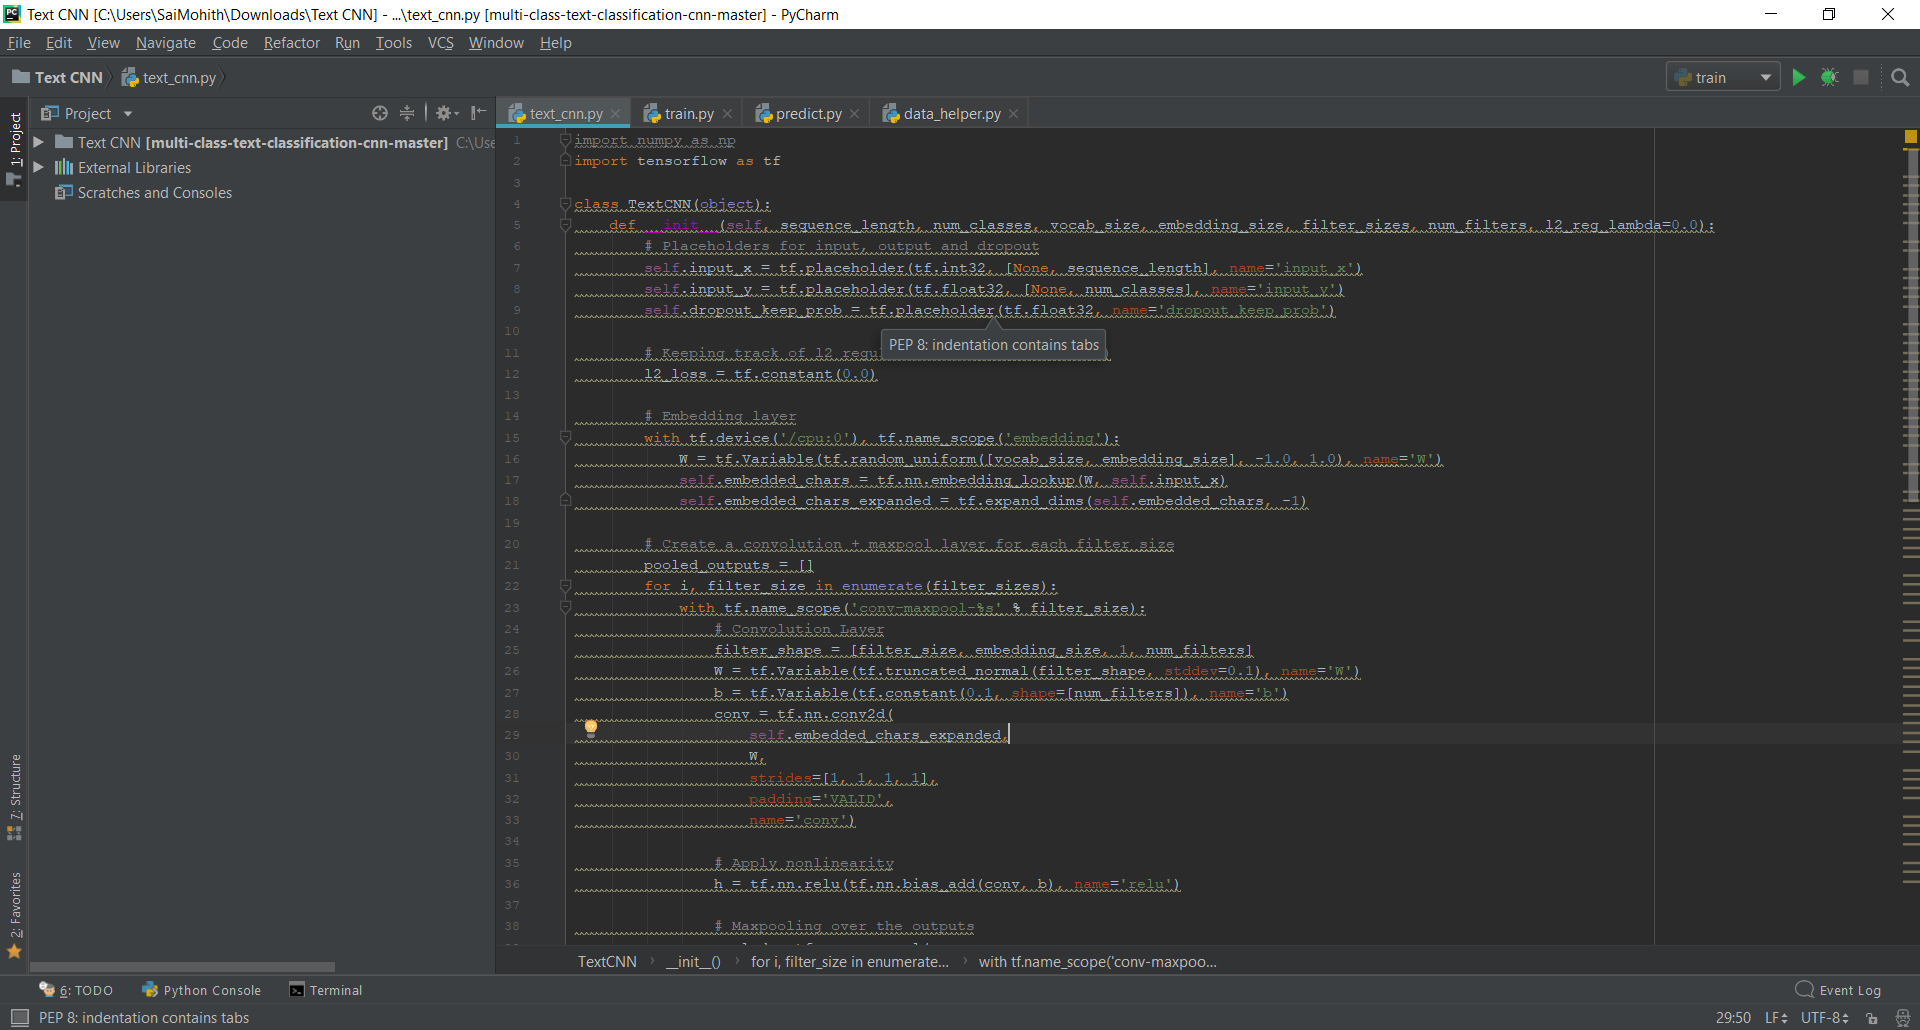 Text CNN [C:\Users\SaiMohith\Downloads\Text CNN] - ...\text_cnn.py [multi-class-text-classification-cnn-master] - PyCharm
File Edit View Navigate Code Refactor Run Tools VCS Window Help
Text CNN text_cnn.py train
Project text_cnn.py train.py predict.py data_helper.py
1: Project
Text CNN [multi-class-text-classification-cnn-master] C:\Use
External Libraries
Scratches and Consoles
7: Structure
2: Favorites
1 import numpy as np
2 import tensorflow as tf
3
4 class TextCNN(object):
5 def __init__(self, sequence_length, num_classes, vocab_size, embedding_size, filter_sizes, num_filters, l2_reg_lambda=0.0):
6 # Placeholders for input, output and dropout
7 self.input_x = tf.placeholder(tf.int32, [None, sequence_length], name='input_x')
8 self.input_y = tf.placeholder(tf.float32, [None, num_classes], name='input_y')
9 self.dropout_keep_prob = tf.placeholder(tf.float32, name='dropout_keep_prob')
10
PEP 8: indentation contains tabs
11 # Keeping track of l2 regu
12 l2_loss = tf.constant(0.0)
13
14 # Embedding layer
15 with tf.device('/cpu:0'), tf.name_scope('embedding'):
16 W = tf.Variable(tf.random_uniform([vocab_size, embedding_size], -1.0, 1.0), name='W')
17 self.embedded_chars = tf.nn.embedding_lookup(W, self.input_x)
18 self.embedded_chars_expanded = tf.expand_dims(self.embedded_chars, -1)
19
20 # Create a convolution + maxpool layer for each filter size
21 pooled_outputs = []
22 for i, filter_size in enumerate(filter_sizes):
23 with tf.name_scope('conv-maxpool-%s' % filter_size):
24 # Convolution Layer
25 filter_shape = [filter_size, embedding_size, 1, num_filters]
26 W = tf.Variable(tf.truncated_normal(filter_shape, stddev=0.1), name='W')
27 b = tf.Variable(tf.constant(0.1, shape=[num_filters]), name='b')
28 conv = tf.nn.conv2d(
29 self.embedded_chars_expanded,
30 W,
31 strides=[1, 1, 1, 1],
32 padding='VALID',
33 name='conv')
34
35 # Apply nonlinearity
36 h = tf.nn.relu(tf.nn.bias_add(conv, b), name='relu')
37
38 # Maxpooling over the outputs
TextCNN __init__() for i, filter_size in enumerate... with tf.name_scope('conv-maxpoo...
6: TODO Python Console Terminal Event Log
PEP 8: indentation contains tabs 29:50 LF UTF-8